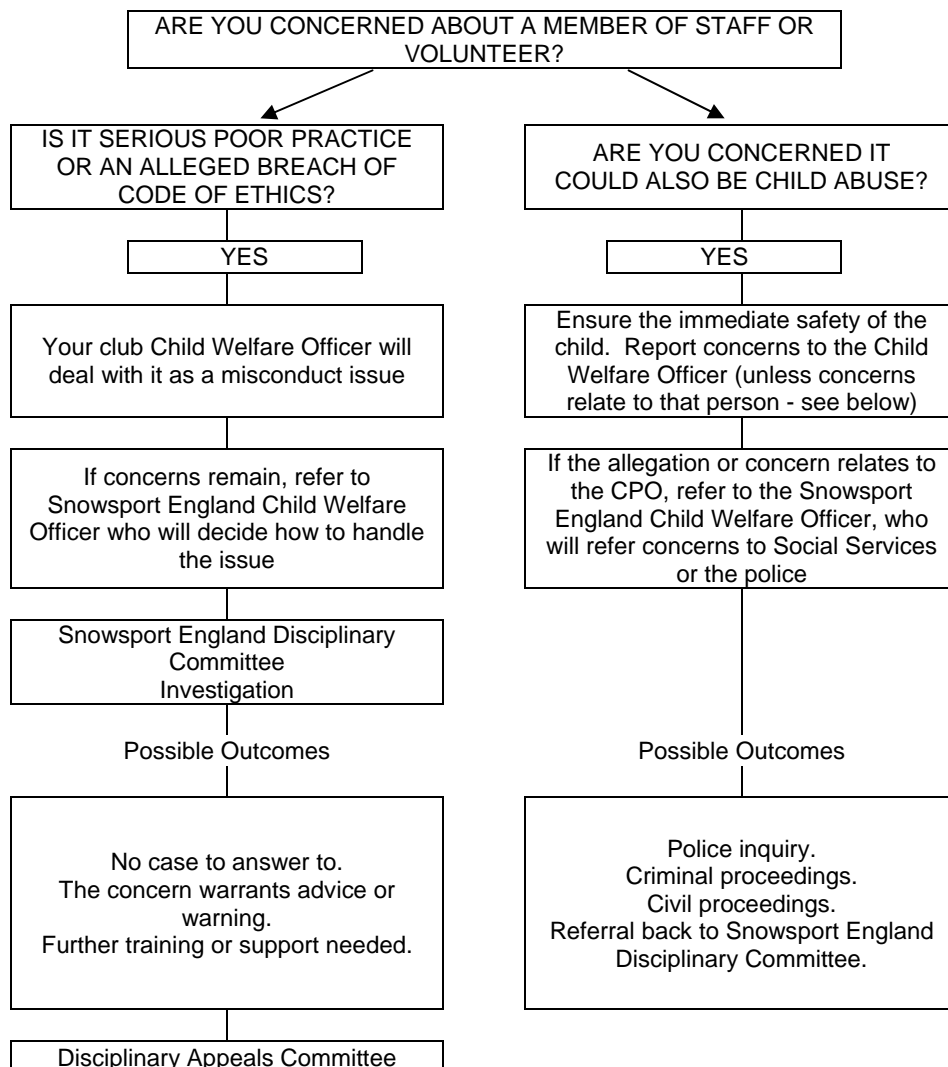 ARE YOU CONCERNED ABOUT A MEMBER OF STAFF OR
VOLUNTEER?
IS IT SERIOUS POOR PRACTICE
OR AN ALLEGED BREACH OF
CODE OF ETHICS?
YES
Your club Child Welfare Officer will
deal with it as a misconduct issue
If concerns remain, refer to
Snowsport England Child Welfare
Officer who will decide how to handle
the issue
Snowsport England Disciplinary
Committee
Investigation
Possible Outcomes
No case to answer to.
The concern warrants advice or
warning.
Further training or support needed.
Disciplinary Appeals Committee
ARE YOU CONCERNED IT
COULD ALSO BE CHILD ABUSE?
YES
Ensure the immediate safety of the
child.  Report concerns to the Child
Welfare Officer (unless concerns
relate to that person - see below)
If the allegation or concern relates to
the CPO, refer to the Snowsport
England Child Welfare Officer, who
will refer concerns to Social Services
or the police
Possible Outcomes
Police inquiry.
Criminal proceedings.
Civil proceedings.
Referral back to Snowsport England
Disciplinary Committee.